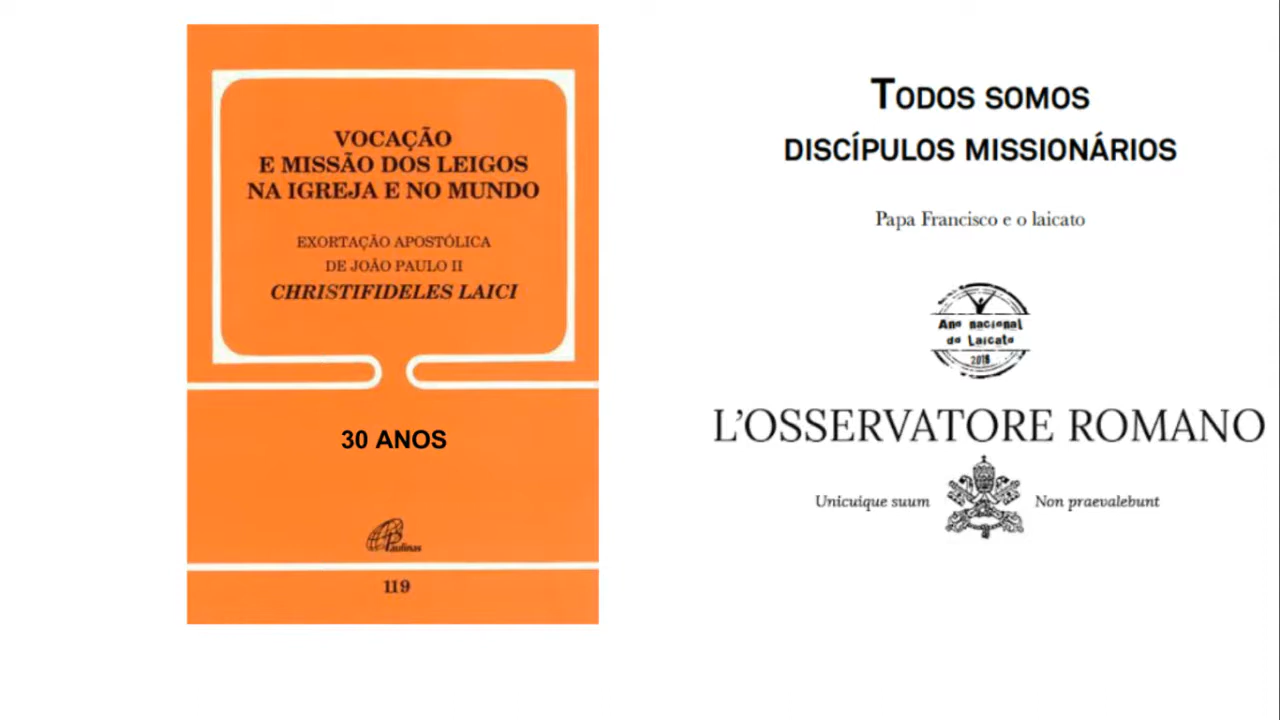 VOCAÇÃO
E MISSÃO DOS LEIGOS
NA IGREJA E NO MUNDO
EXORTAÇÃO APOSTÓLICA
DE JOÃO PAULO II
CHRISTIFIDELES LAICI
30 ANOS
Paulinas
119
TODOS SOMOS
DISCÍPULOS MISSIONÁRIOS
Papa Francisco e o laicato
Ano nacional
do Laicato
2018
L'OSSERVATORE ROMANO
Unicuique suum Non praevalebunt